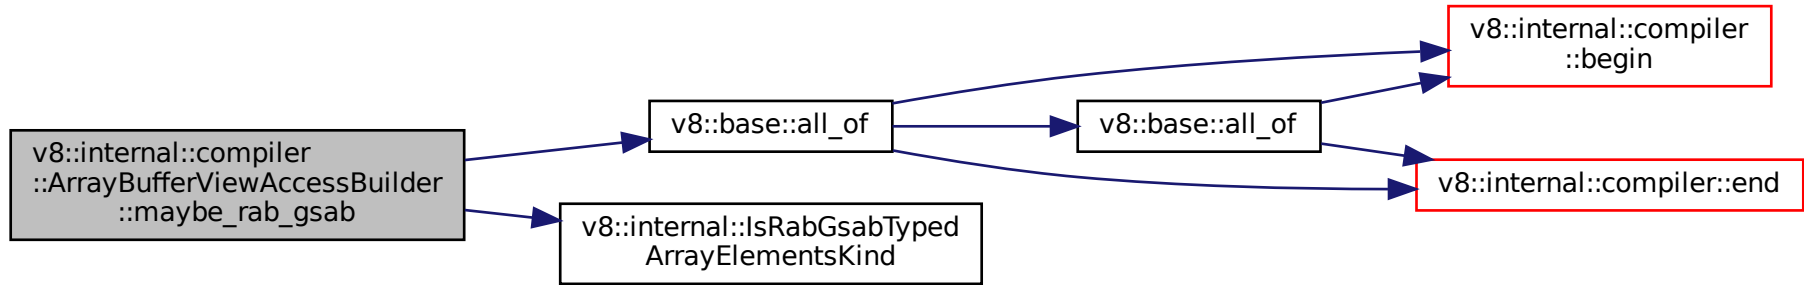 v8::internal::compiler
::ArrayBufferViewAccessBuilder
::maybe_rab_gsab
v8::base::all_of
v8::internal::IsRabGsabTyped
ArrayElementsKind
v8::base::all_of
v8::internal::compiler
::begin
v8::internal::compiler::end